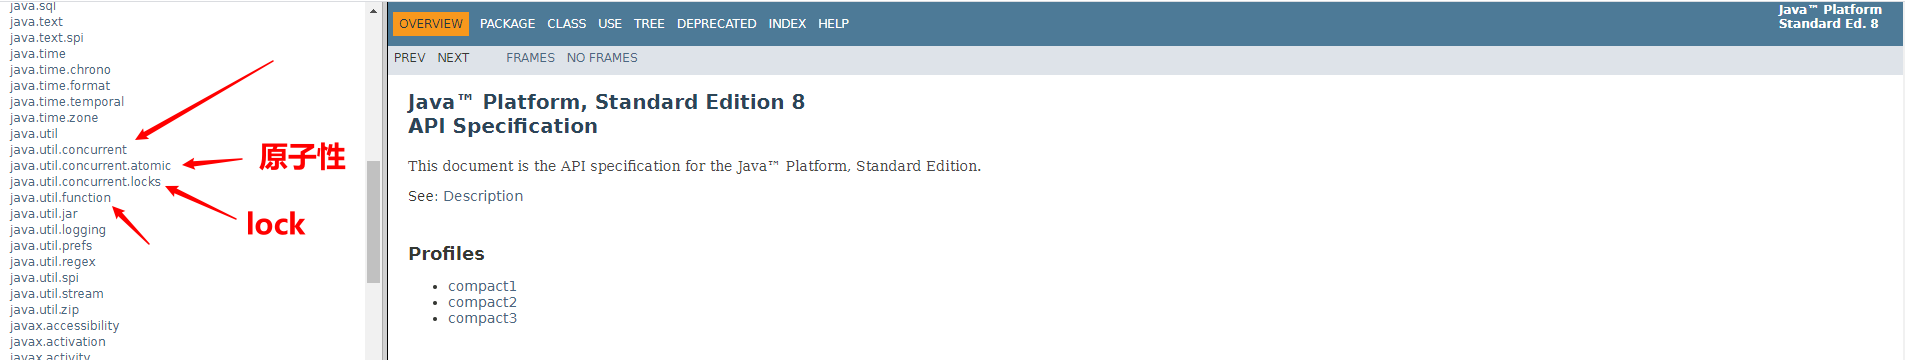 java.sql
java.text
java.text.spi
java.time
java.time.chrono
java.time.format
java.time.temporal
java.time.zone
java.util
java.util.concurrent
java.util.concurrent.atomic
java.util.concurrent.locks
java.util.function
java.util.jar
java.util.logging
java.util.prefs
java.util.regex
java.util.spi
java.util.stream
java.util.zip
javax.accessibility
javax.activation
javax.activity
原子性
lock
OVERVIEW PACKAGE CLASS USE TREE DEPRECATED INDEX HELP
Java™ Platform
Standard Ed. 8
PREV NEXT FRAMES NO FRAMES
Java™ Platform, Standard Edition 8
API Specification
This document is the API specification for the Java™ Platform, Standard Edition.
See: Description
Profiles
• compact1
• compact2
• compact3